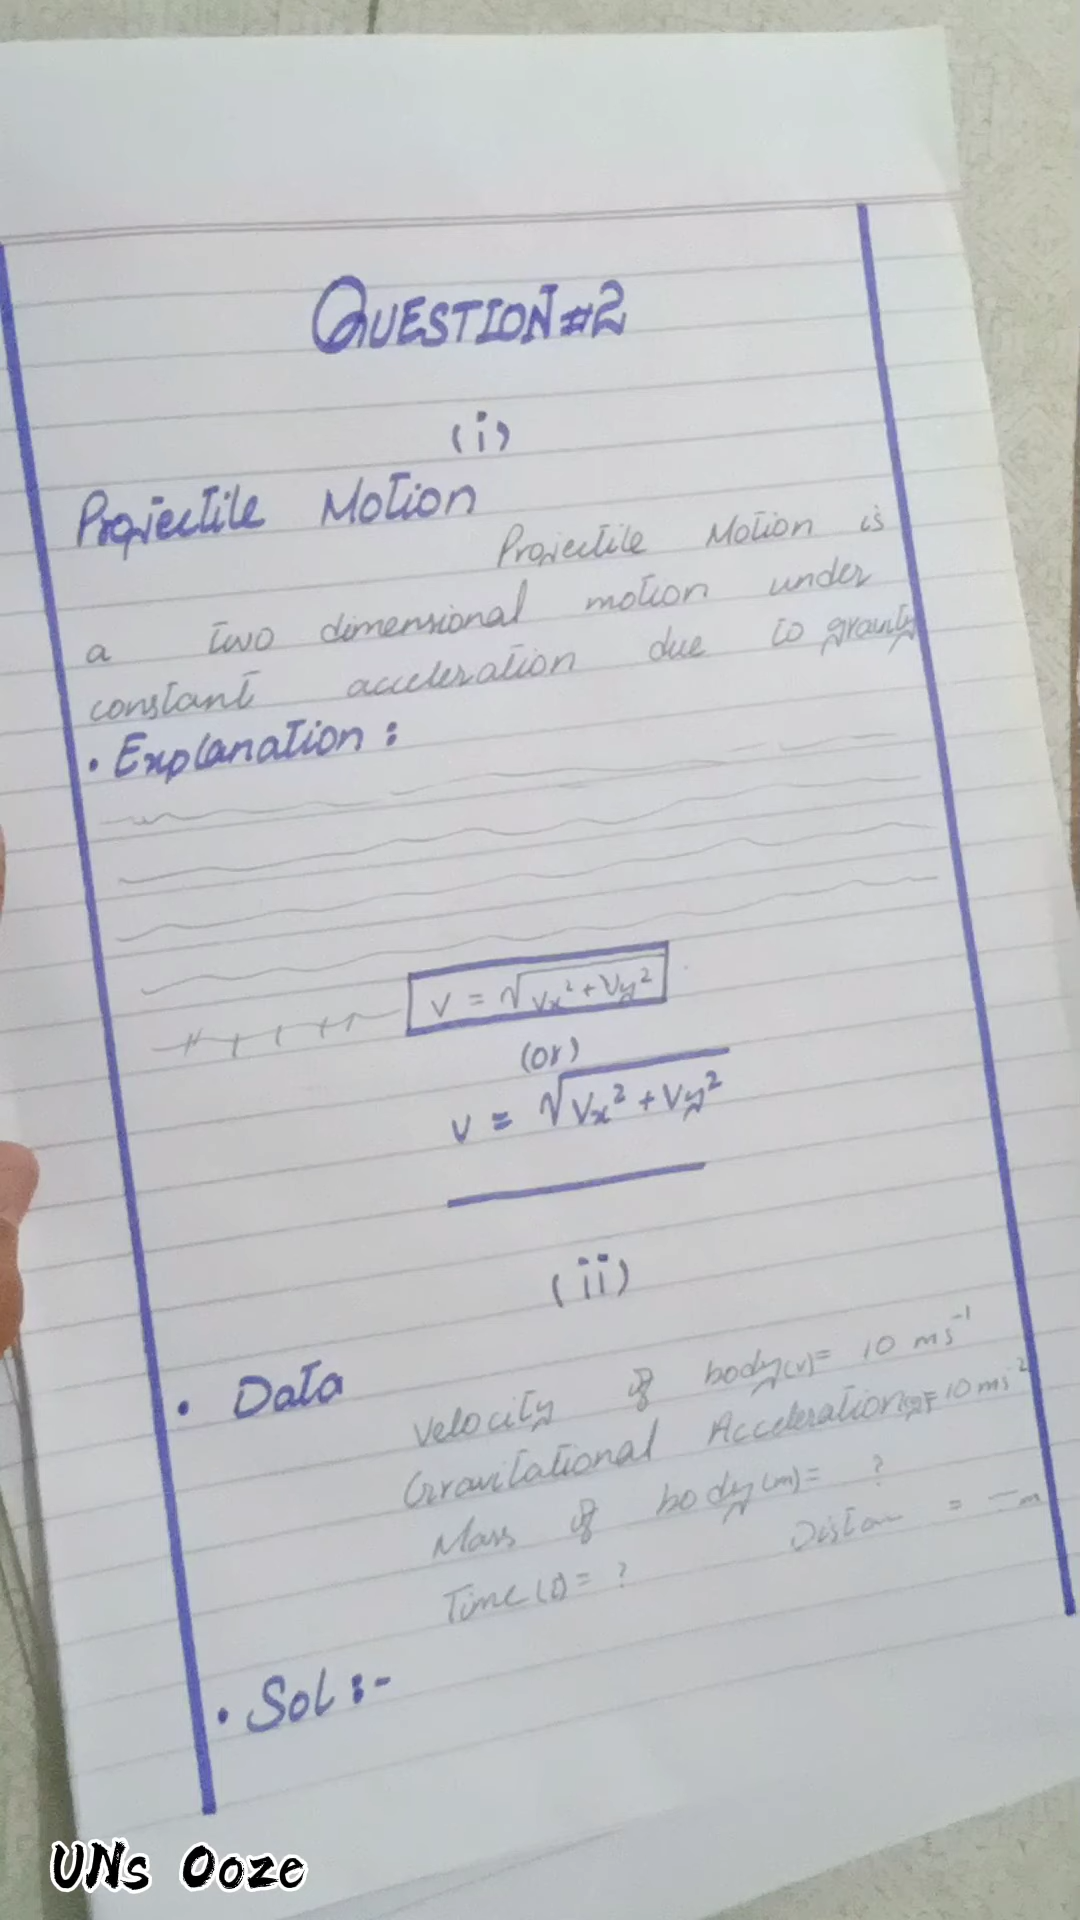 QUESTION#2
(i)
Projectile Motion
Projectile Motion is
a two dimensional motion under
constant acceleration due to gravity
• Explanation :
V = √Vx² + Vy²
(or)
V = √Vx² + Vy²
(ii)
• Data
Velocity of body(v)= 10 ms⁻¹
Gravitational Acceleration(g)= 10 ms⁻²
Mass of body(m)= ?
Distan = —m
Time(t)= ?
• Sol :-
UNs Ooze